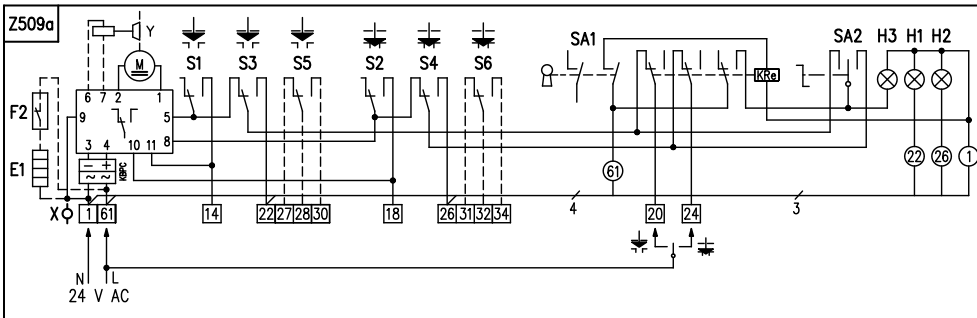 Z509a
Y
M
S1 S3 S5 S2 S4 S6
SA1
KRe
SA2 H3 H1 H2
F2
6 7 2 1
9 5
8
3 4 10 11
E1
− +
~ ~
KBPC
61 22 26 1
X 1 61 14 22 27 28 30 18 26 31 32 34 4 20 24 3
N L
24 V AC